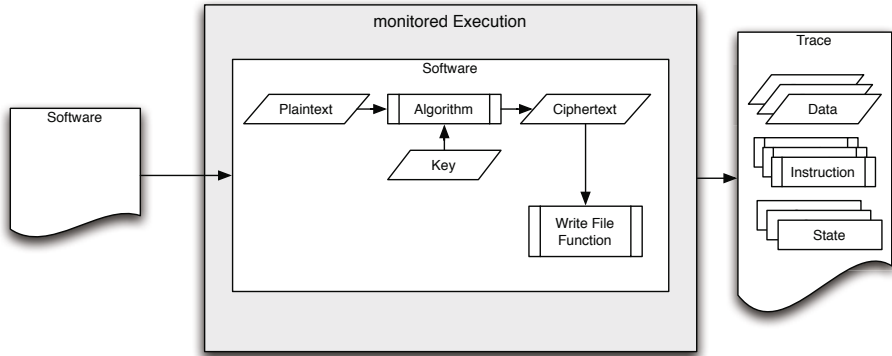 monitored Execution
Software
Software
Plaintext
Algorithm
Ciphertext
Key
Write File
Function
Trace
Data
Instruction
State